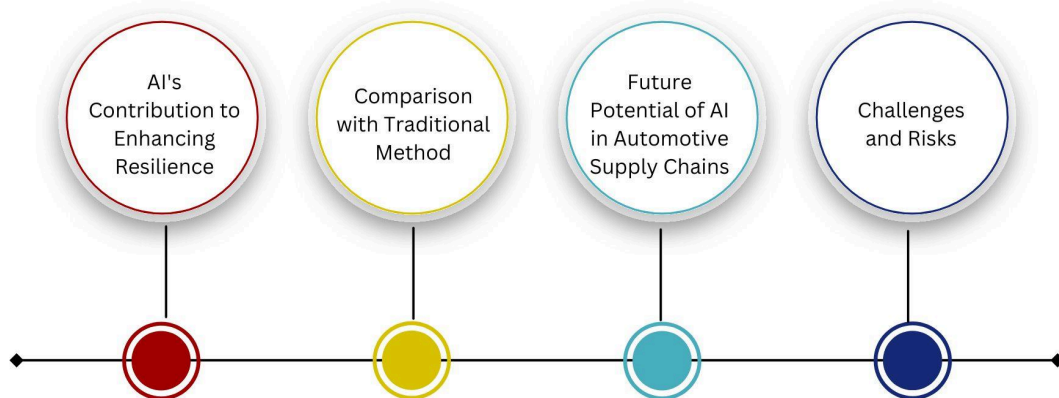 AI's
Contribution to
Enhancing
Resilience
Comparison
with Traditional
Method
Future
Potential of AI
in Automotive
Supply Chains
Challenges
and Risks